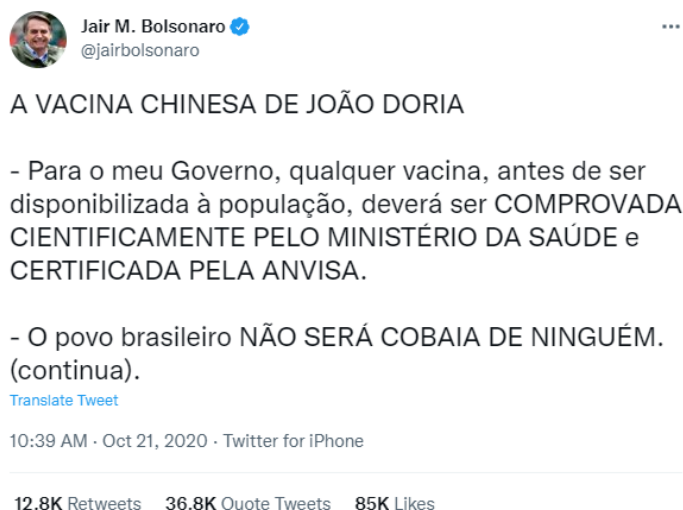 Jair M. Bolsonaro
@jairbolsonaro
A VACINA CHINESA DE JOÃO DORIA
- Para o meu Governo, qualquer vacina, antes de ser
disponibilizada à população, deverá ser COMPROVADA
CIENTIFICAMENTE PELO MINISTÉRIO DA SAÚDE e
CERTIFICADA PELA ANVISA.
- O povo brasileiro NÃO SERÁ COBAIA DE NINGUÉM.
(continua).
Translate Tweet
10:39 AM · Oct 21, 2020 · Twitter for iPhone
12.8K Retweets 36.8K Quote Tweets 85K Likes